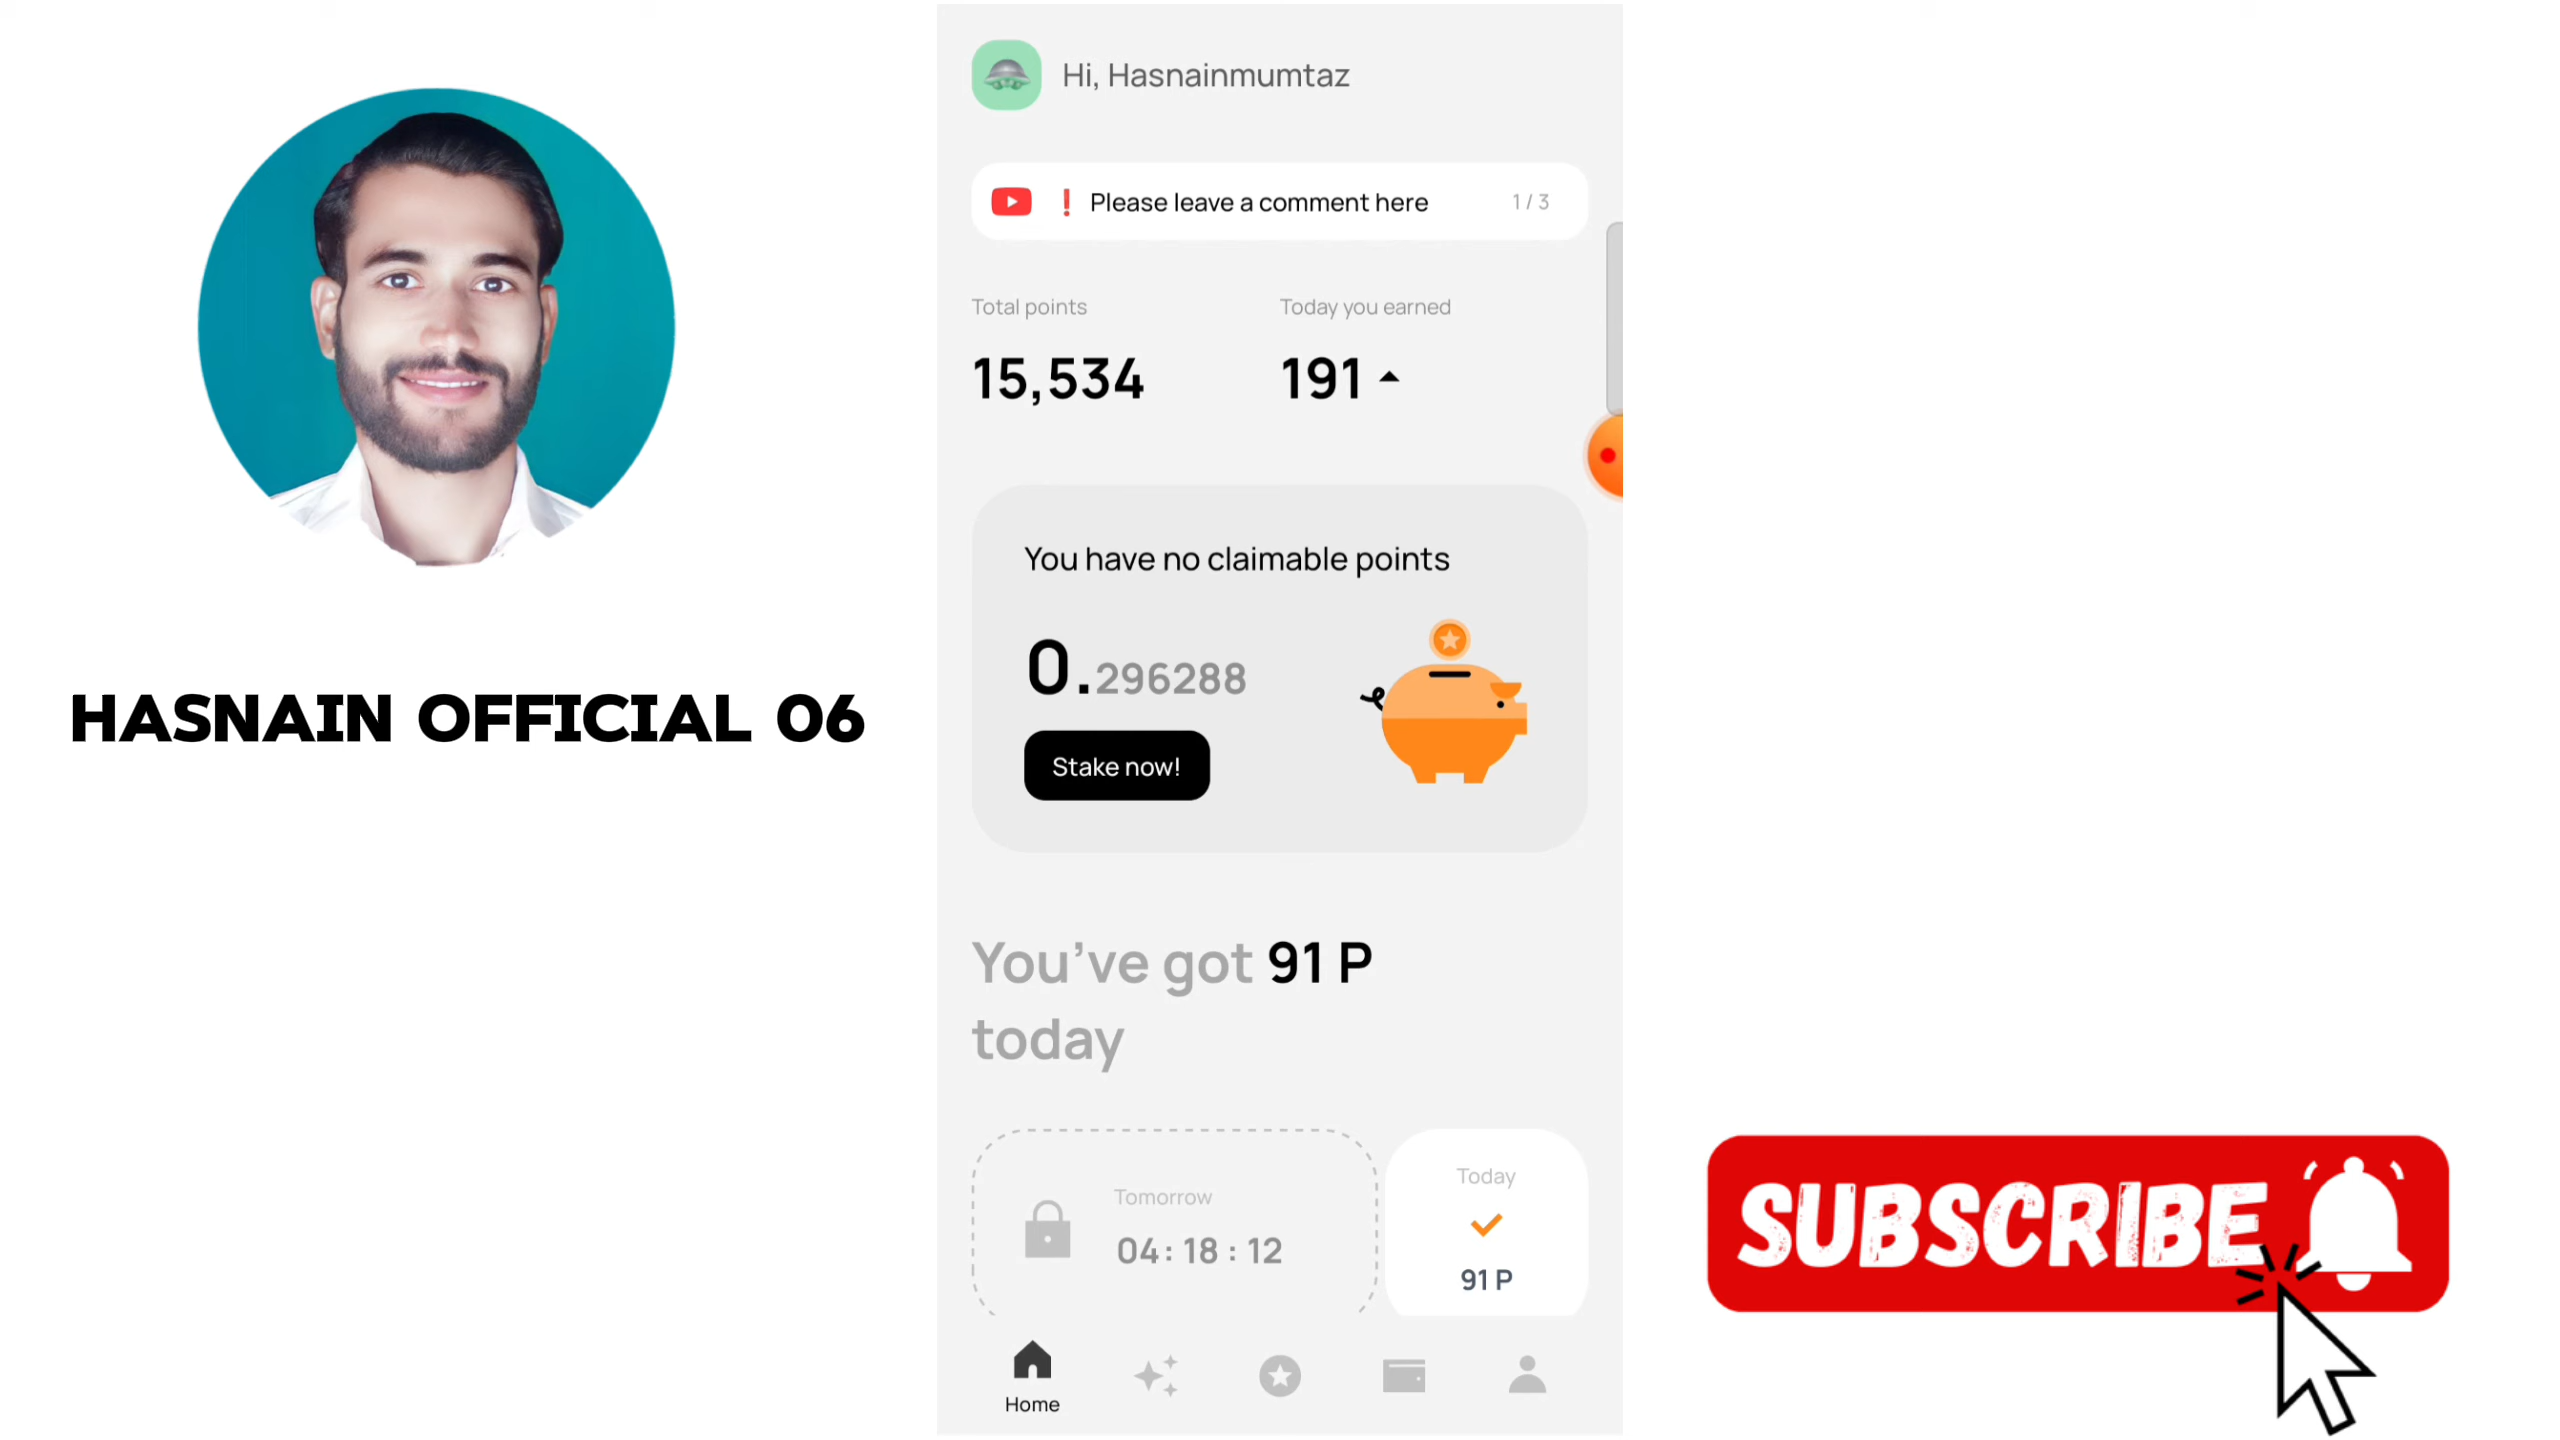 Hi, Hasnainmumtaz
❗ Please leave a comment here 1 / 3
Total points
Today you earned
15,534
191
You have no claimable points
0.296288
Stake now!
HASNAIN OFFICIAL 06
You've got 91 P
today
Tomorrow
04 : 18 : 12
Today
91 P
Home
SUBSCRIBE